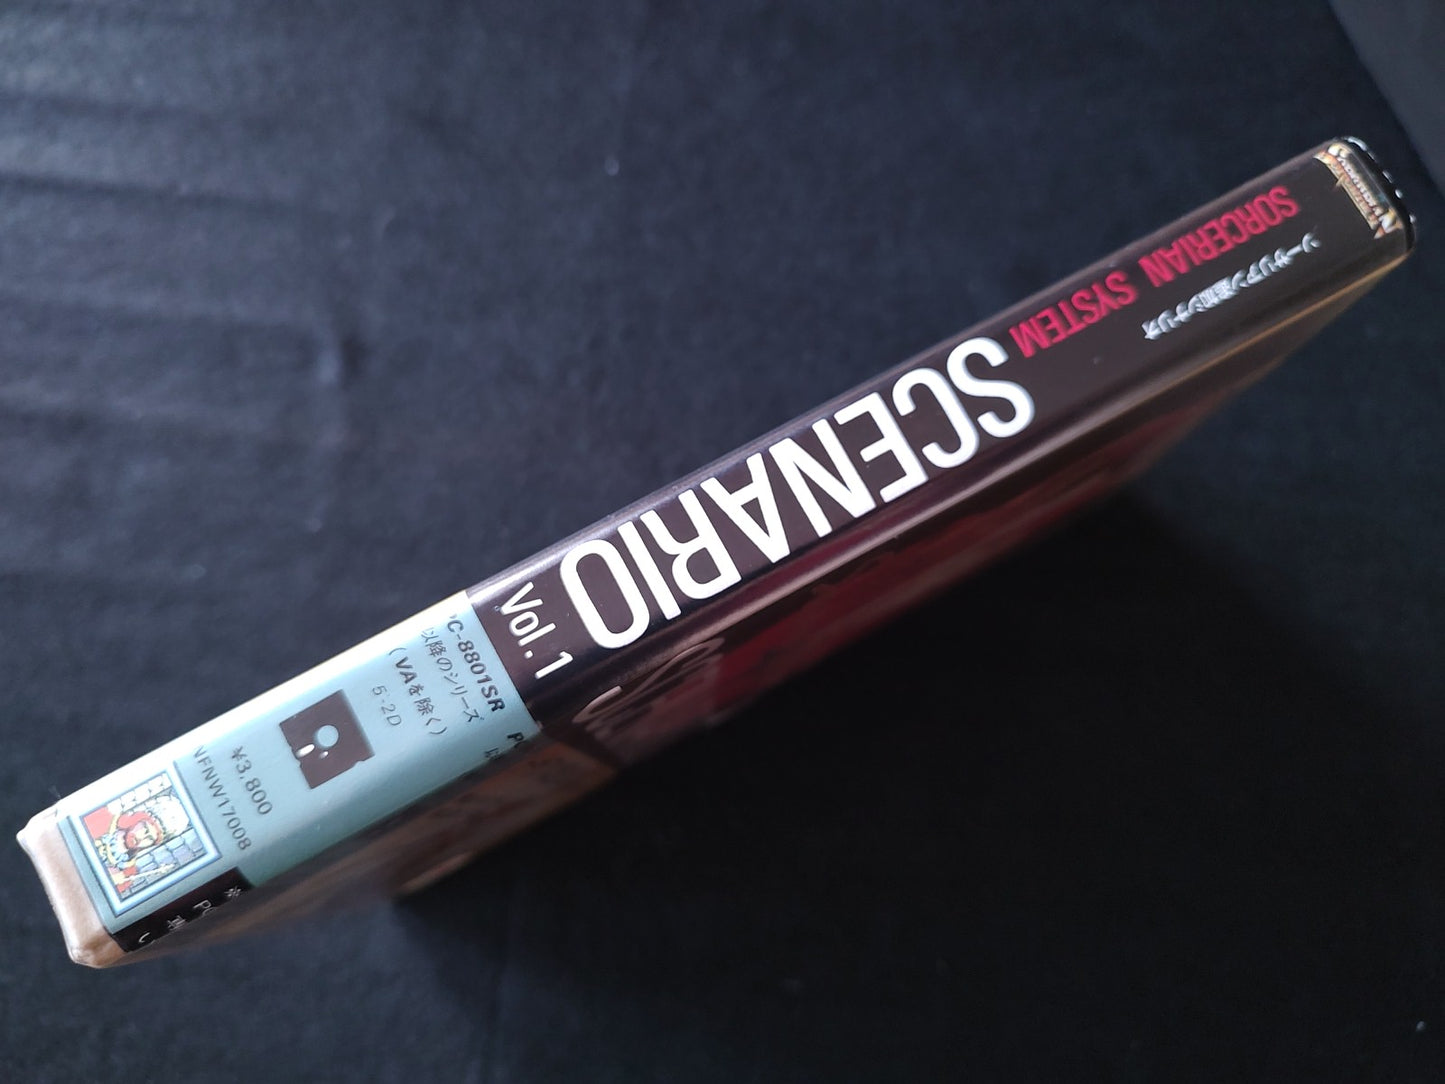 SORCERIAN SYSTEM
ソーサリアン追加シナリオ
SCENARIO
Vol. 1
PC-8801SR
以降のシリーズ
(VAを除く)
5:2D
¥3,800
NFNW17008